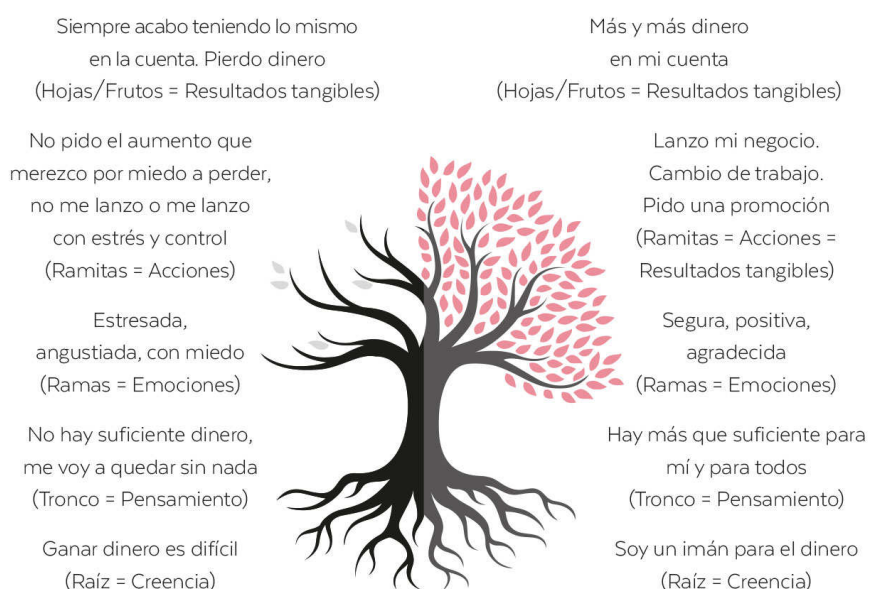 Siempre acabo teniendo lo mismo
en la cuenta. Pierdo dinero
(Hojas/Frutos = Resultados tangibles)
No pido el aumento que
merezco por miedo a perder,
no me lanzo o me lanzo
con estrés y control
(Ramitas = Acciones)
Estresada,
angustiada, con miedo
(Ramas = Emociones)
No hay suficiente dinero,
me voy a quedar sin nada
(Tronco = Pensamiento)
Ganar dinero es difícil
(Raíz = Creencia)
Más y más dinero
en mi cuenta
(Hojas/Frutos = Resultados tangibles)
Lanzo mi negocio.
Cambio de trabajo.
Pido una promoción
(Ramitas = Acciones =
Resultados tangibles)
Segura, positiva,
agradecida
(Ramas = Emociones)
Hay más que suficiente para
mí y para todos
(Tronco = Pensamiento)
Soy un imán para el dinero
(Raíz = Creencia)